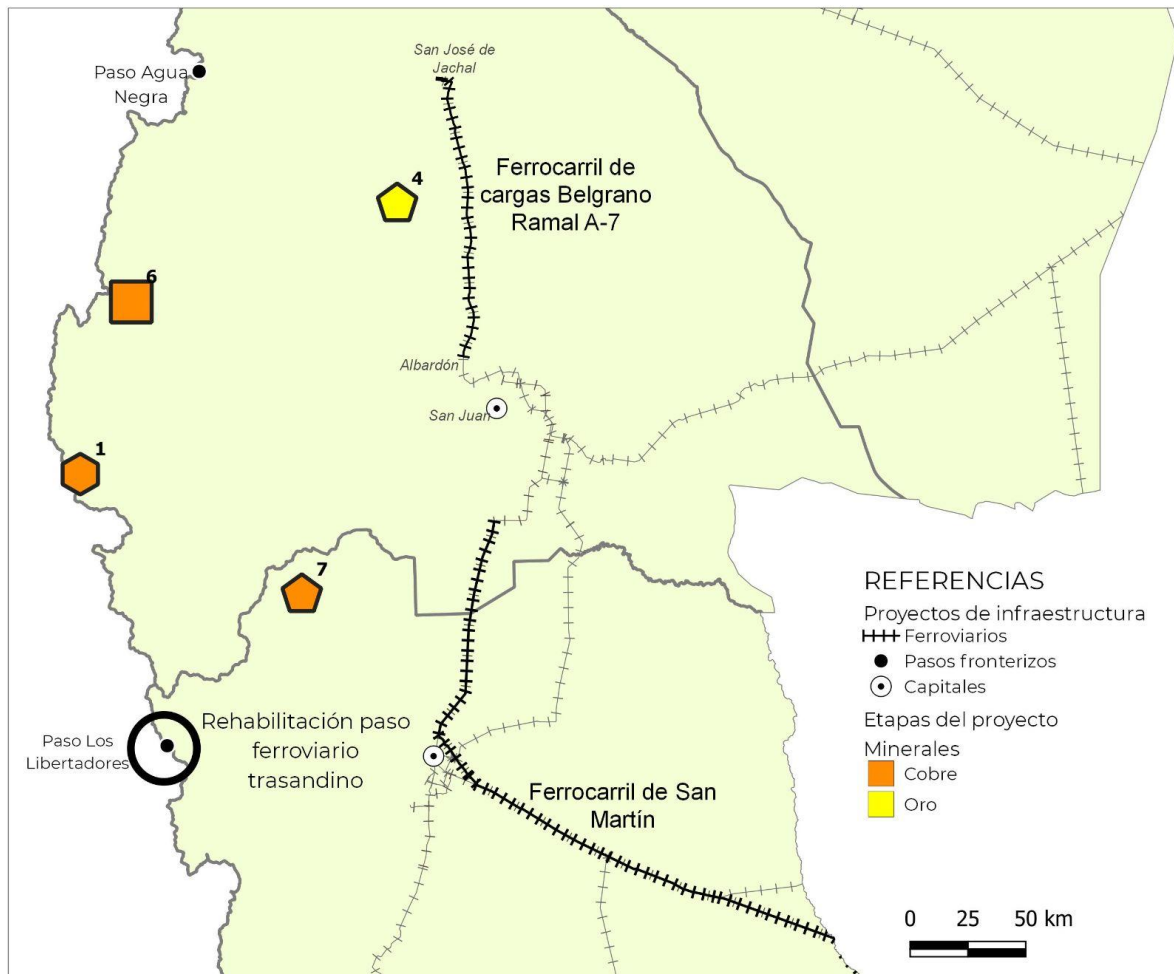 San José de
Jachal
Paso Agua
Negra
Ferrocarril de
cargas Belgrano
Ramal A-7
4
6
Albardón
San Juan
1
7
REFERENCIAS
Proyectos de infraestructura
Ferroviarios
Pasos fronterizos
Capitales
Etapas del proyecto
Minerales
Cobre
Oro
Paso Los
Libertadores
Rehabilitación paso
ferroviario
trasandino
Ferrocarril de San
Martín
0 25 50 km